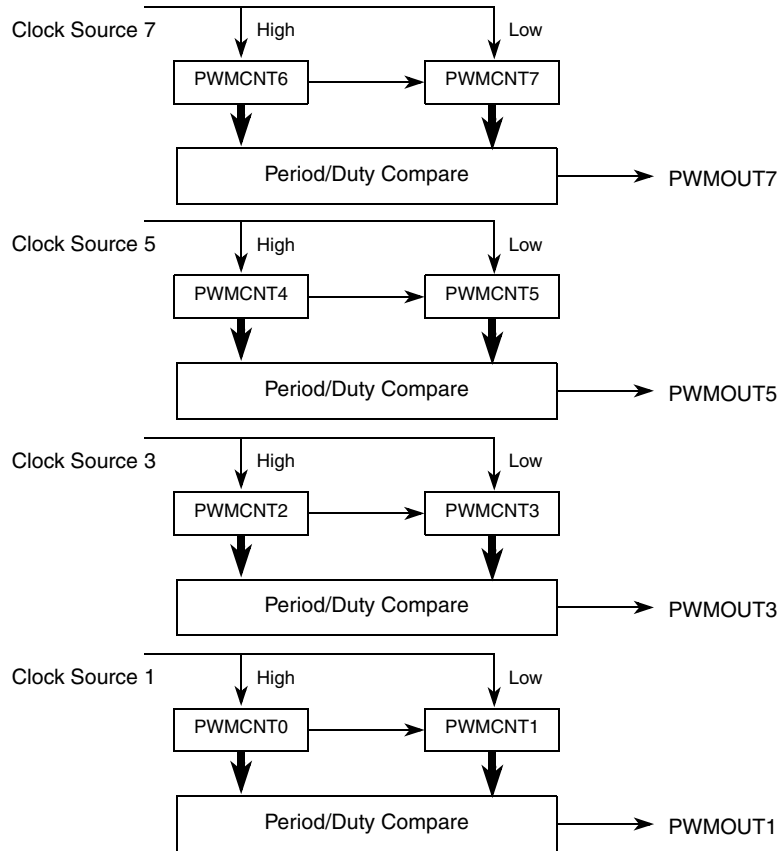 Clock Source 7
High
Low
PWMCNT6
PWMCNT7
Period/Duty Compare
PWMOUT7
Clock Source 5
High
Low
PWMCNT4
PWMCNT5
Period/Duty Compare
PWMOUT5
Clock Source 3
High
Low
PWMCNT2
PWMCNT3
Period/Duty Compare
PWMOUT3
Clock Source 1
High
Low
PWMCNT0
PWMCNT1
Period/Duty Compare
PWMOUT1